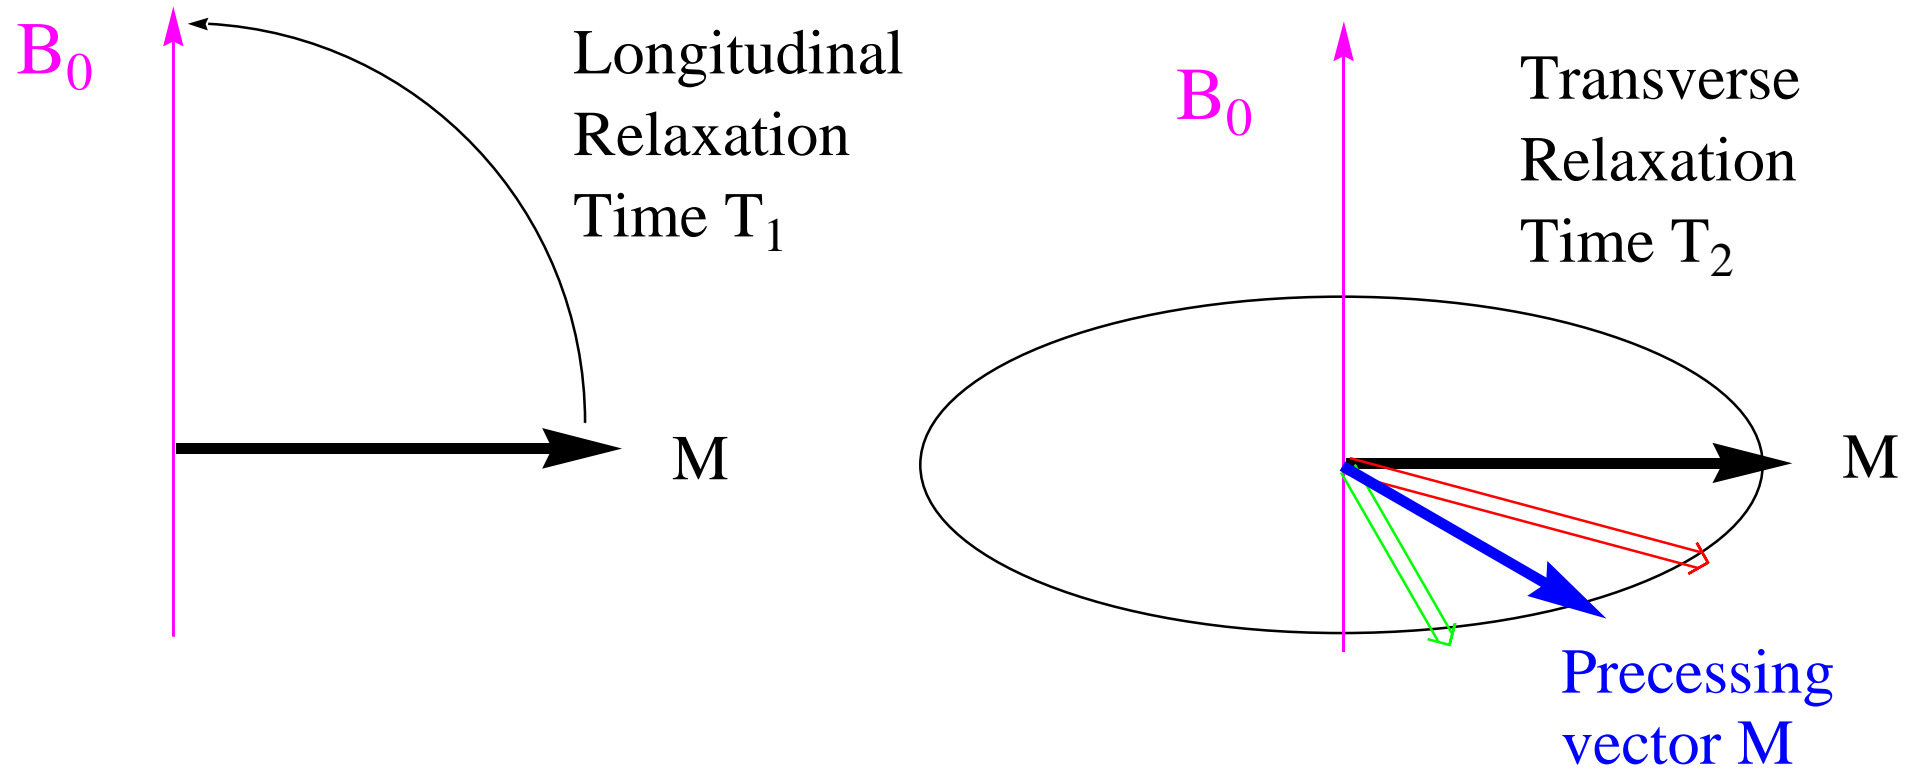 B₀
Longitudinal
Relaxation
Time T₁
M
B₀
Transverse
Relaxation
Time T₂
M
Precessing
vector M